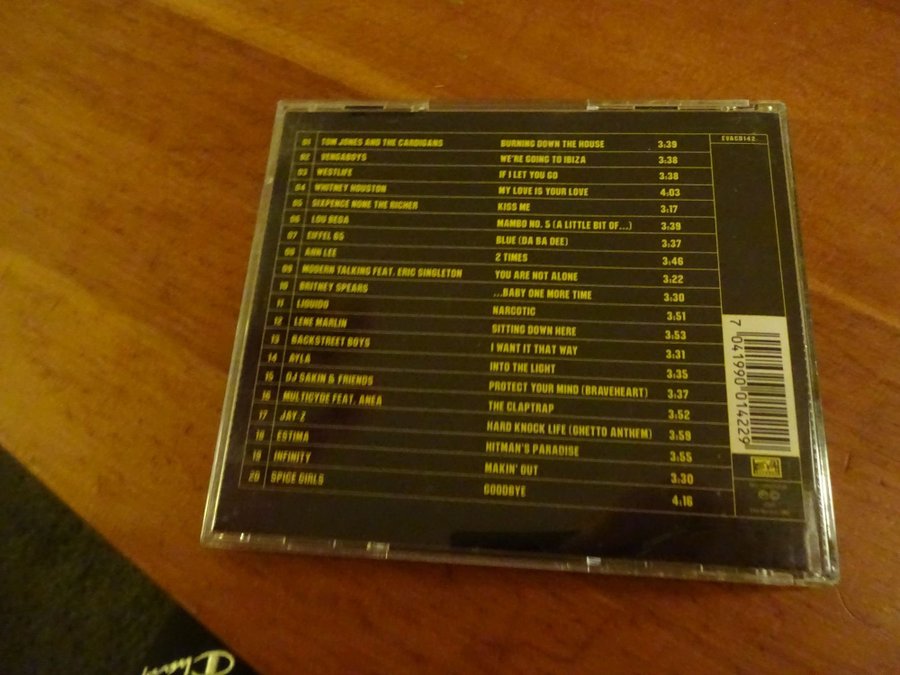 01 TOM JONES AND THE CARDIGANS BURNING DOWN THE HOUSE 3:39
02 VENGABOYS WE'RE GOING TO IBIZA 3:38
03 WESTLIFE IF I LET YOU GO 3:38
04 WHITNEY HOUSTON MY LOVE IS YOUR LOVE 4:03
05 SIXPENCE NONE THE RICHER KISS ME 3:17
06 LOU BEGA MAMBO NO. 5 (A LITTLE BIT OF...) 3:39
07 EIFFEL 65 BLUE (DA BA DEE) 3:37
08 ANN LEE 2 TIMES 3:46
09 MODERN TALKING FEAT. ERIC SINGLETON YOU ARE NOT ALONE 3:22
10 BRITNEY SPEARS ...BABY ONE MORE TIME 3:30
11 LIQUIDO NARCOTIC 3:51
12 LENE MARLIN SITTING DOWN HERE 3:53
13 BACKSTREET BOYS I WANT IT THAT WAY 3:31
14 AYLA INTO THE LIGHT 3:35
15 DJ SAKIN & FRIENDS PROTECT YOUR MIND (BRAVEHEART) 3:37
16 MULTICYDE FEAT. ANEA THE CLAPTRAP 3:52
17 JAY-Z HARD KNOCK LIFE (GHETTO ANTHEM) 3:59
18 ESTIMA HITMAN'S PARADISE 3:55
19 INFINITY MAKIN' OUT 3:30
20 SPICE GIRLS GOODBYE 4:16
EVACD142
7 041990 014229